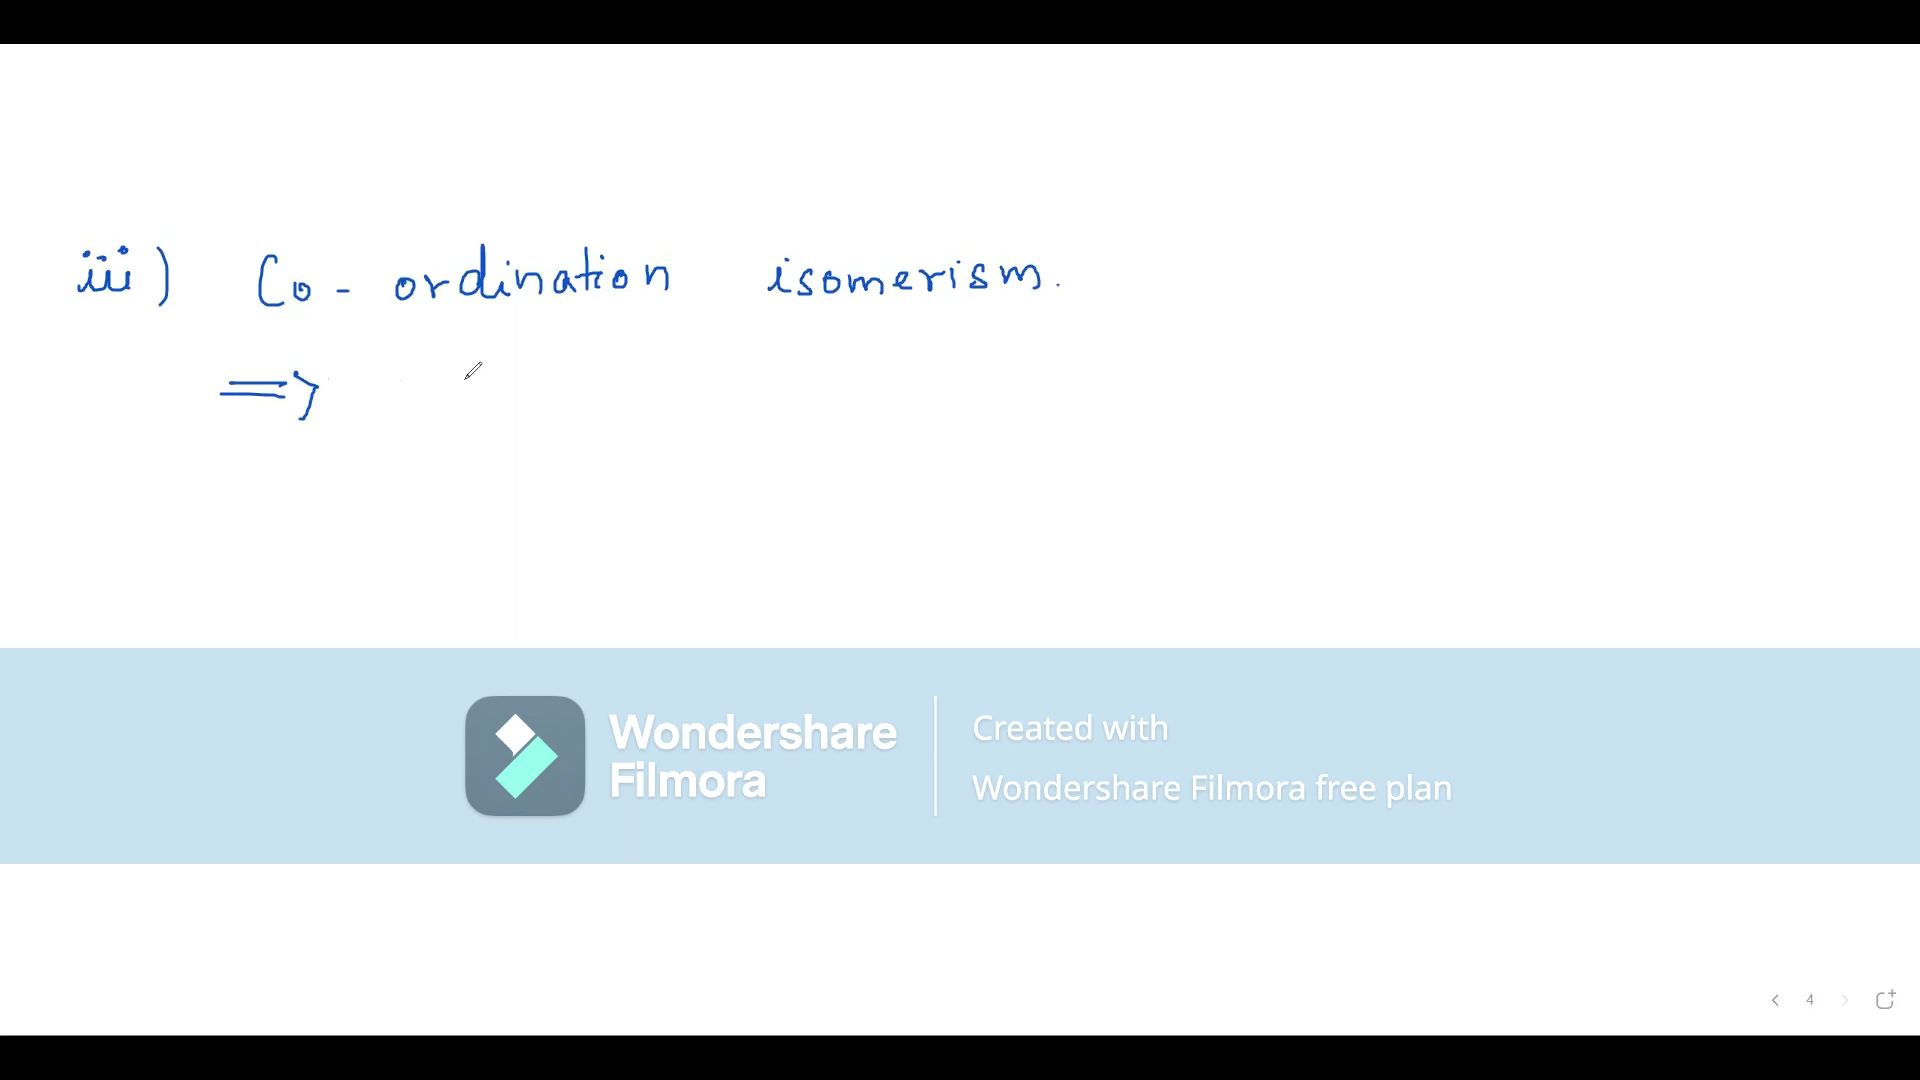 iii) Co-ordination isomerism.
⇒
Wondershare
Filmora
Created with
Wondershare Filmora free plan
4